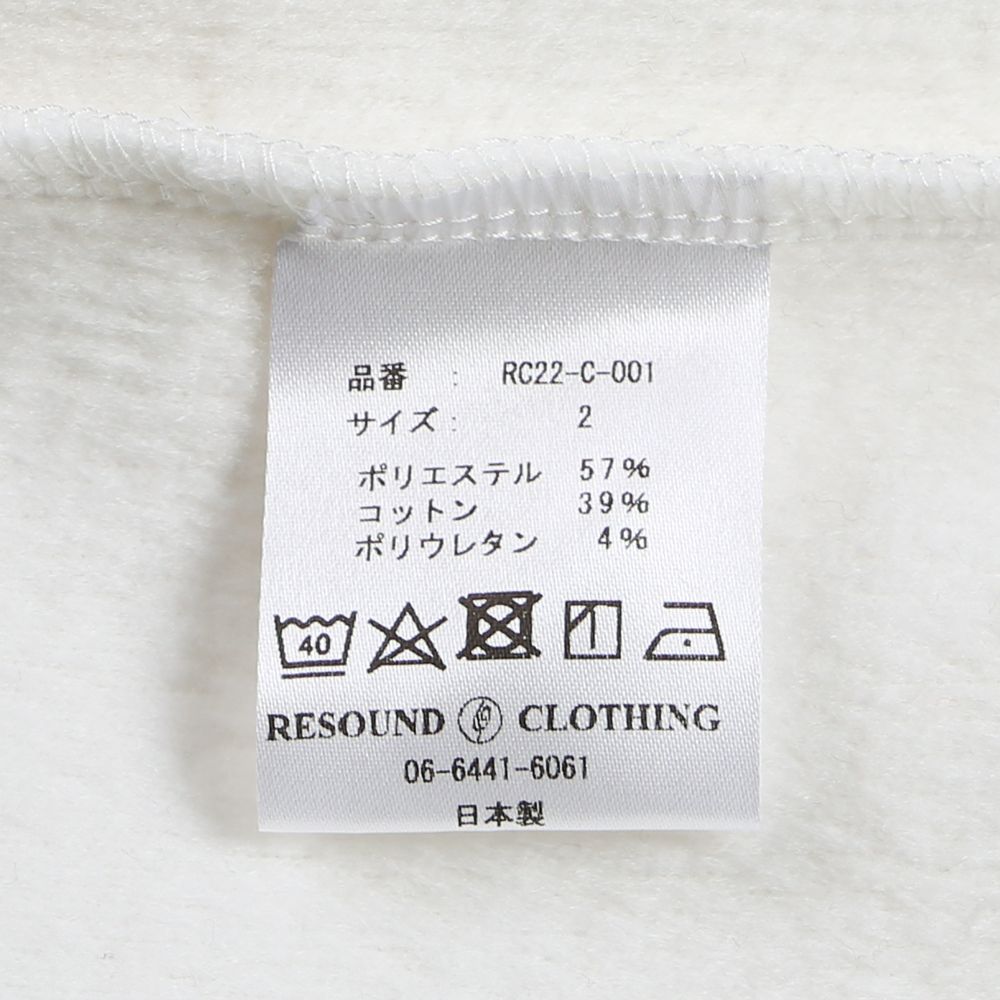 品番 : RC22-C-001
サイズ: 2
ポリエステル 57%
コットン 39%
ポリウレタン 4%
40
RESOUND CLOTHING
06-6441-6061
日本製